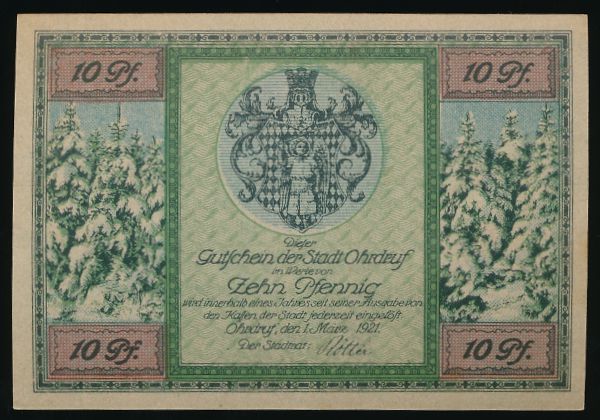 10 Pf.
10 Pf.
Dieser
Gutschein der Stadt Ohrdruf
im Werte von
Zehn Pfennig
wird innerhalb eines Jahres seit seiner Ausgabe von
den Kassen der Stadt jederzeit eingelöst.
Ohrdruf, den 1. März 1921.
Der Stadtrat:
10 Pf.
10 Pf.